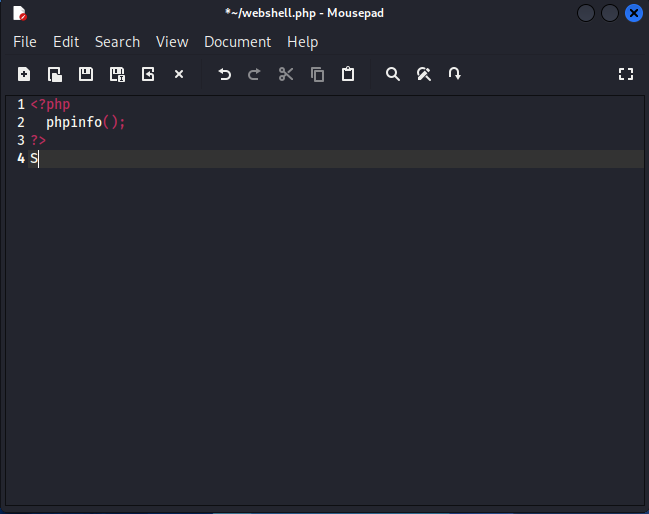 *~/webshell.php - Mousepad
File Edit Search View Document Help
1 <?php
2   phpinfo();
3 ?>
4 S